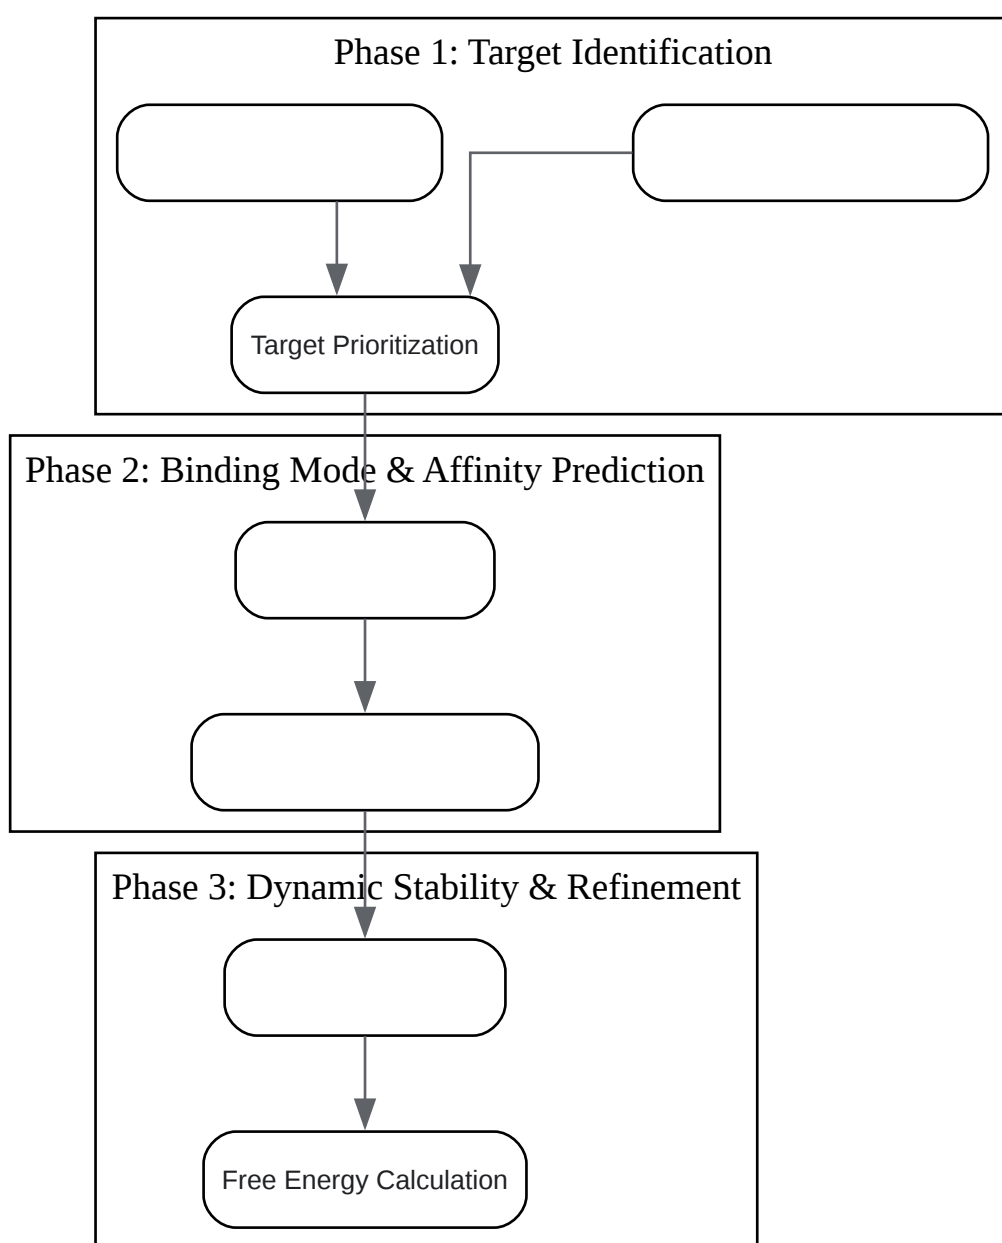 Phase 1: Target Identification
Target Prioritization
Phase 2: Binding Mode & Affinity Prediction
Phase 3: Dynamic Stability & Refinement
Free Energy Calculation